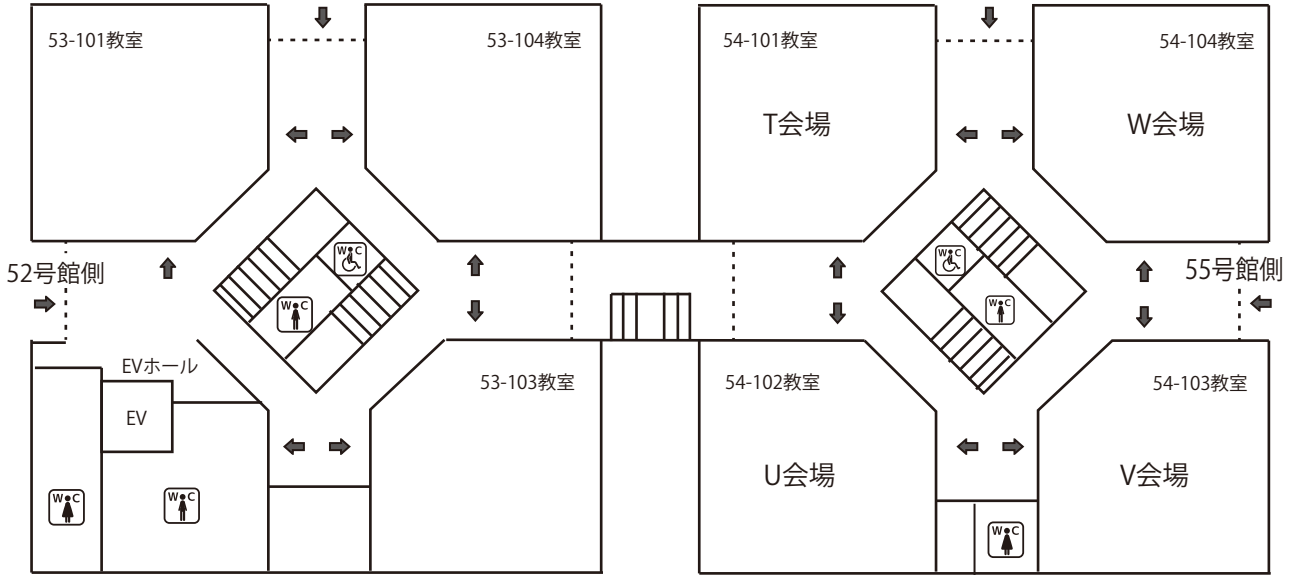 53-101教室
53-104教室
54-101教室
54-104教室
T会場
W会場
W C
W C
52号館側
55号館側
W C
W C
EVホール
53-103教室
54-102教室
54-103教室
EV
U会場
V会場
W C
W C
W C